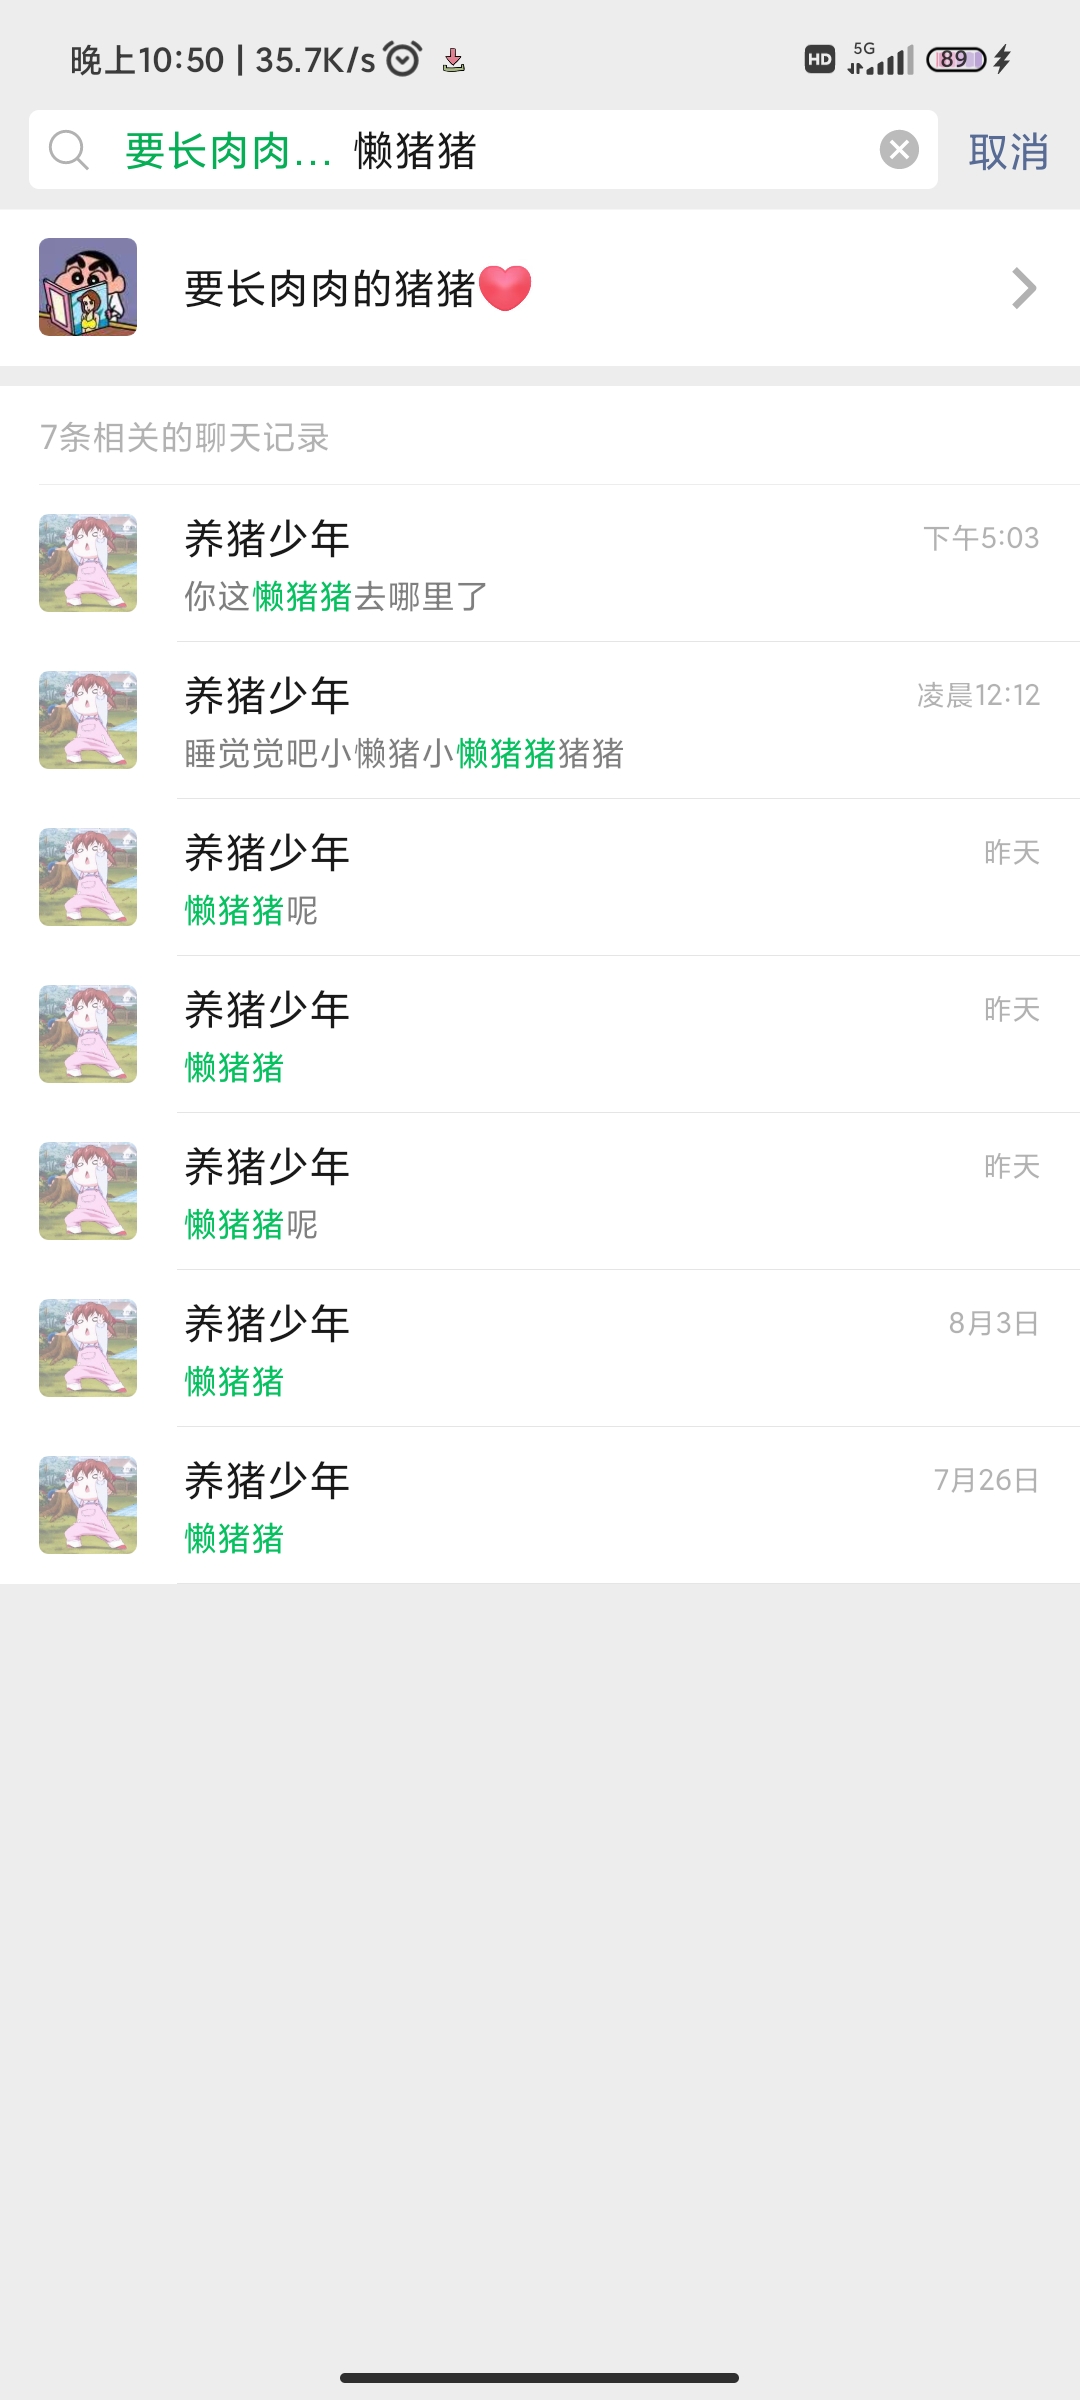 晚上10:50 | 35.7K/s HD 5G 89
要长肉肉... 懒猪猪 取消
要长肉肉的猪猪❤
7条相关的聊天记录
养猪少年 下午5:03
你这懒猪猪去哪里了
养猪少年 凌晨12:12
睡觉觉吧小懒猪小懒猪猪猪猪
养猪少年 昨天
懒猪猪呢
养猪少年 昨天
懒猪猪
养猪少年 昨天
懒猪猪呢
养猪少年 8月3日
懒猪猪
养猪少年 7月26日
懒猪猪